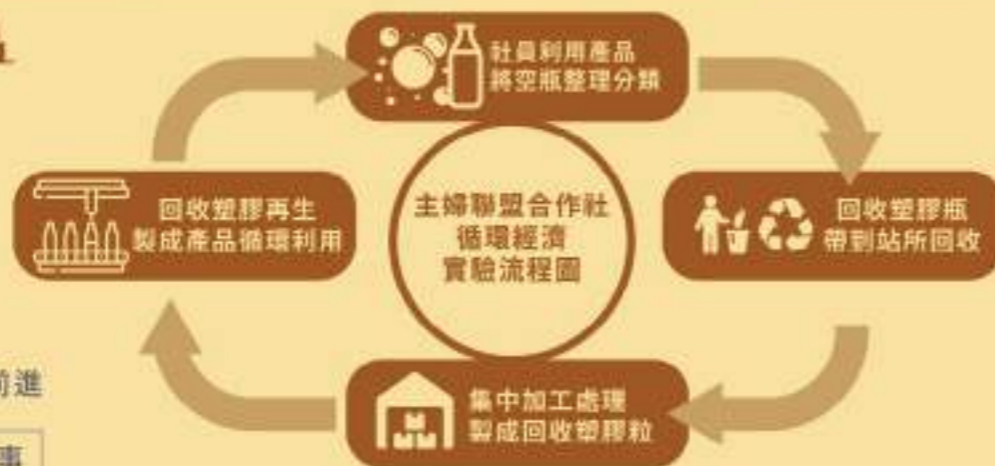 社員利用產品
將空瓶整理分類
回收塑膠再生
製成產品循環利用
主婦聯盟合作社
循環經濟
實驗流程圖
回收塑膠瓶
帶到站所回收
集中加工處理
製成回收塑膠粒
前進
事